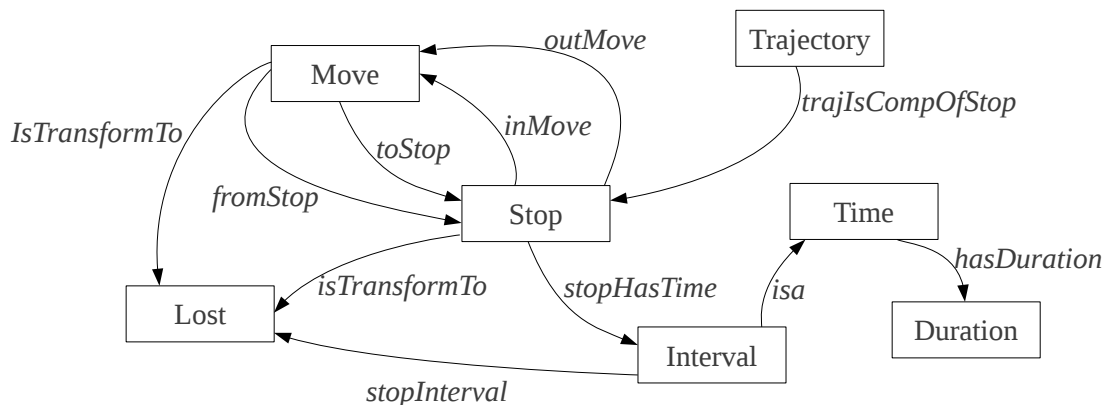 outMove
Trajectory
Move
trajIsCompOfStop
IsTransformTo
inMove
toStop
fromStop
Stop
Time
hasDuration
isTransformTo
stopHasTime
isa
Lost
Duration
Interval
stopInterval